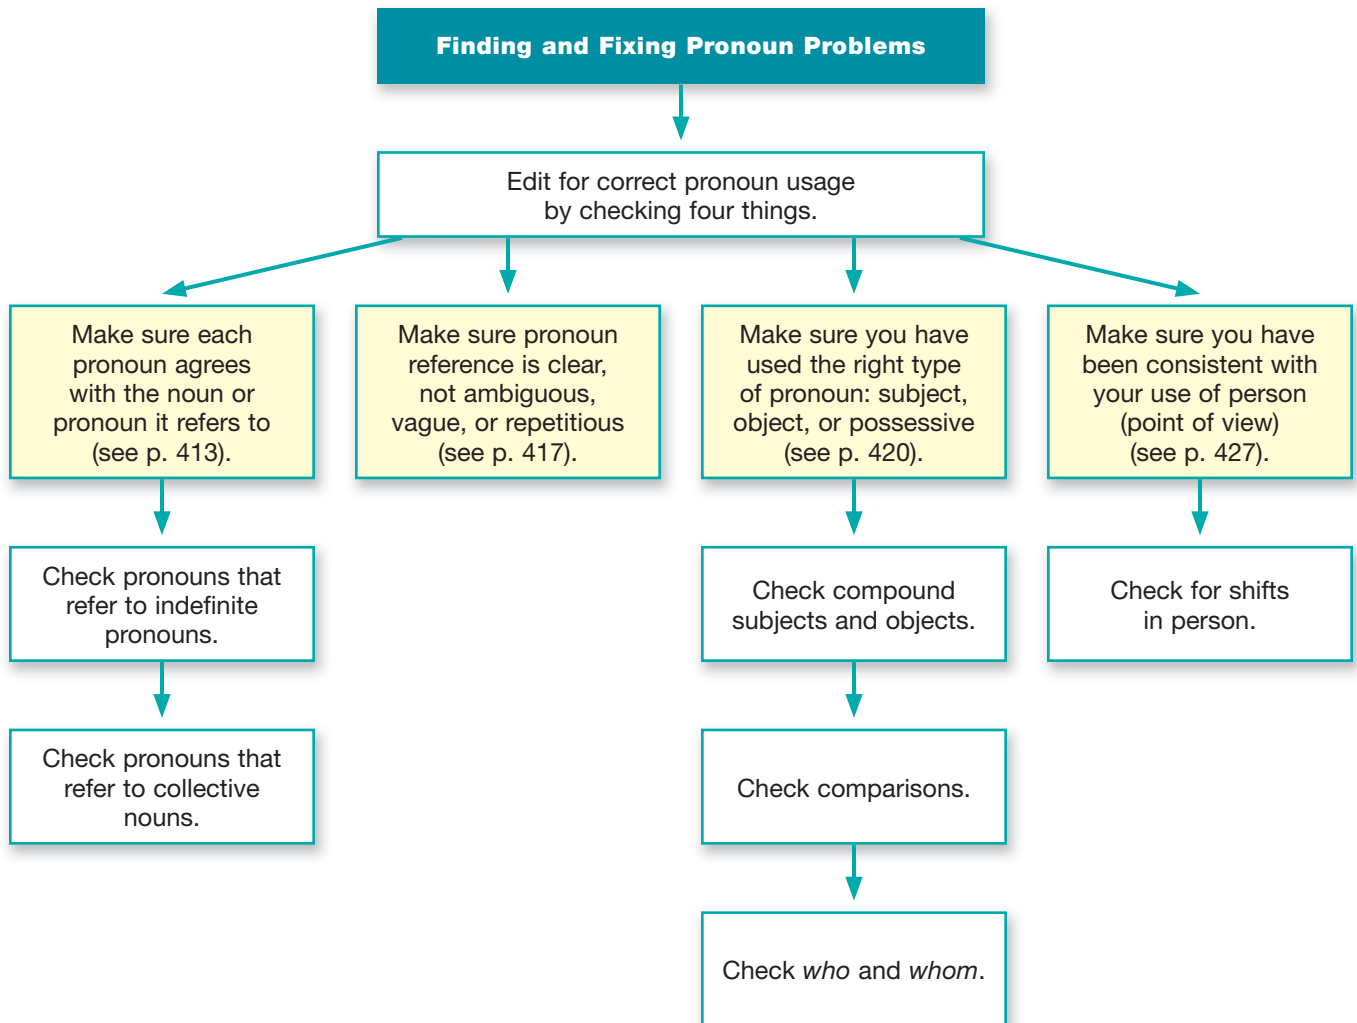 Finding and Fixing Pronoun Problems
Edit for correct pronoun usage
by checking four things.
Make sure each
pronoun agrees
with the noun or
pronoun it refers to
(see p. 413).
Make sure pronoun
reference is clear,
not ambiguous,
vague, or repetitious
(see p. 417).
Make sure you have
used the right type
of pronoun: subject,
object, or possessive
(see p. 420).
Make sure you have
been consistent with
your use of person
(point of view)
(see p. 427).
Check pronouns that
refer to indefinite
pronouns.
Check compound
subjects and objects.
Check for shifts
in person.
Check pronouns that
refer to collective
nouns.
Check comparisons.
Check who and whom.